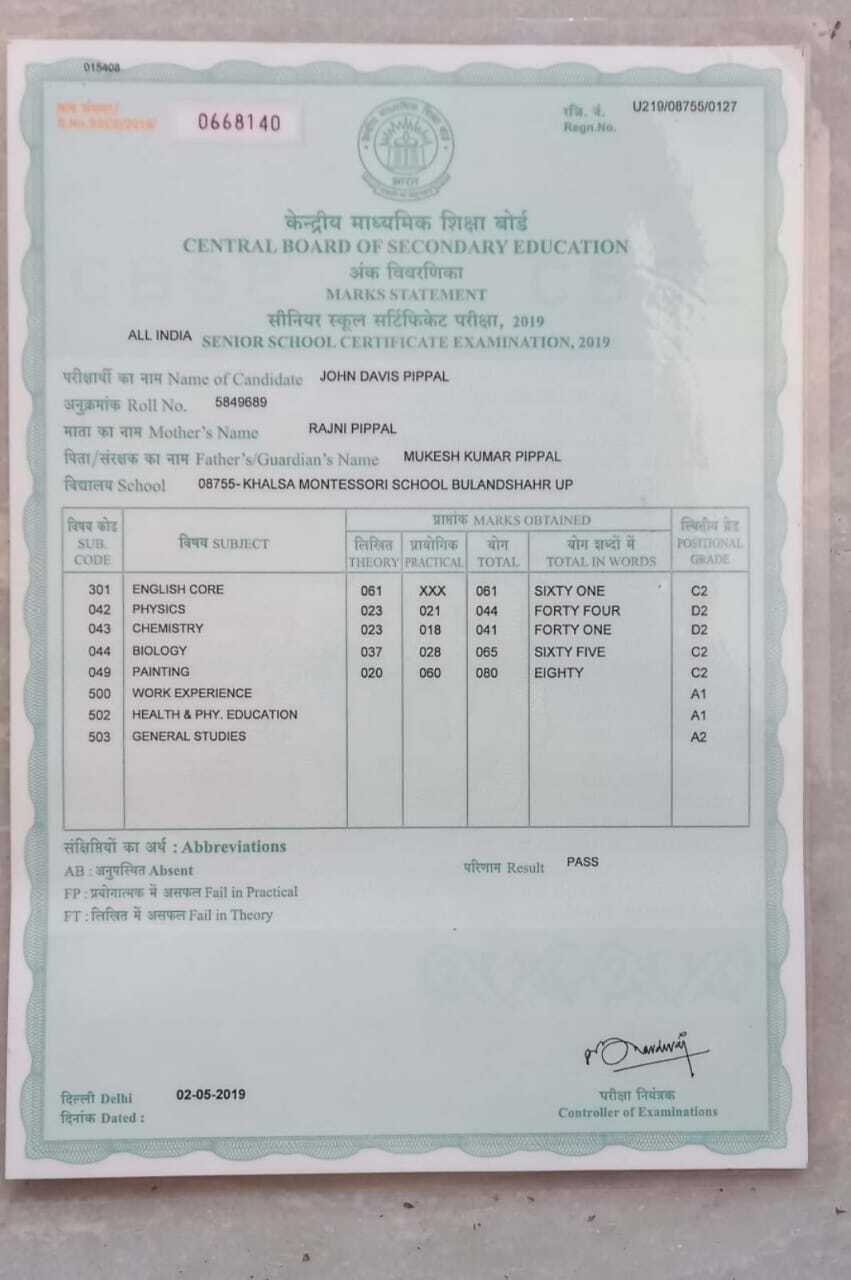 015408
0668140
रजि. नं. U219/08755/0127
Regn.No.
भारत
केन्द्रीय माध्यमिक शिक्षा बोर्ड
CENTRAL BOARD OF SECONDARY EDUCATION
अंक विवरणिका
MARKS STATEMENT
सीनियर स्कूल सर्टिफिकेट परीक्षा, 2019
ALL INDIA SENIOR SCHOOL CERTIFICATE EXAMINATION, 2019
परीक्षार्थी का नाम Name of Candidate JOHN DAVIS PIPPAL
अनुक्रमांक Roll No. 5849689
माता का नाम Mother's Name RAJNI PIPPAL
पिता/संरक्षक का नाम Father's/Guardian's Name MUKESH KUMAR PIPPAL
विद्यालय School 08755- KHALSA MONTESSORI SCHOOL BULANDSHAHR UP
विषय कोड SUB. CODE विषय SUBJECT प्राप्तांक MARKS OBTAINED स्थितीय ग्रेड POSITIONAL GRADE
लिखित THEORY प्रायोगिक PRACTICAL योग TOTAL योग शब्दों में TOTAL IN WORDS
301 ENGLISH CORE 061 XXX 061 SIXTY ONE C2
042 PHYSICS 023 021 044 FORTY FOUR D2
043 CHEMISTRY 023 018 041 FORTY ONE D2
044 BIOLOGY 037 028 065 SIXTY FIVE C2
049 PAINTING 020 060 080 EIGHTY C2
500 WORK EXPERIENCE A1
502 HEALTH & PHY. EDUCATION A1
503 GENERAL STUDIES A2
संक्षिप्तियों का अर्थ : Abbreviations
AB : अनुपस्थित Absent परिणाम Result PASS
FP : प्रयोगात्मक में असफल Fail in Practical
FT : लिखित में असफल Fail in Theory
दिल्ली Delhi 02-05-2019
दिनांक Dated :
परीक्षा नियंत्रक
Controller of Examinations